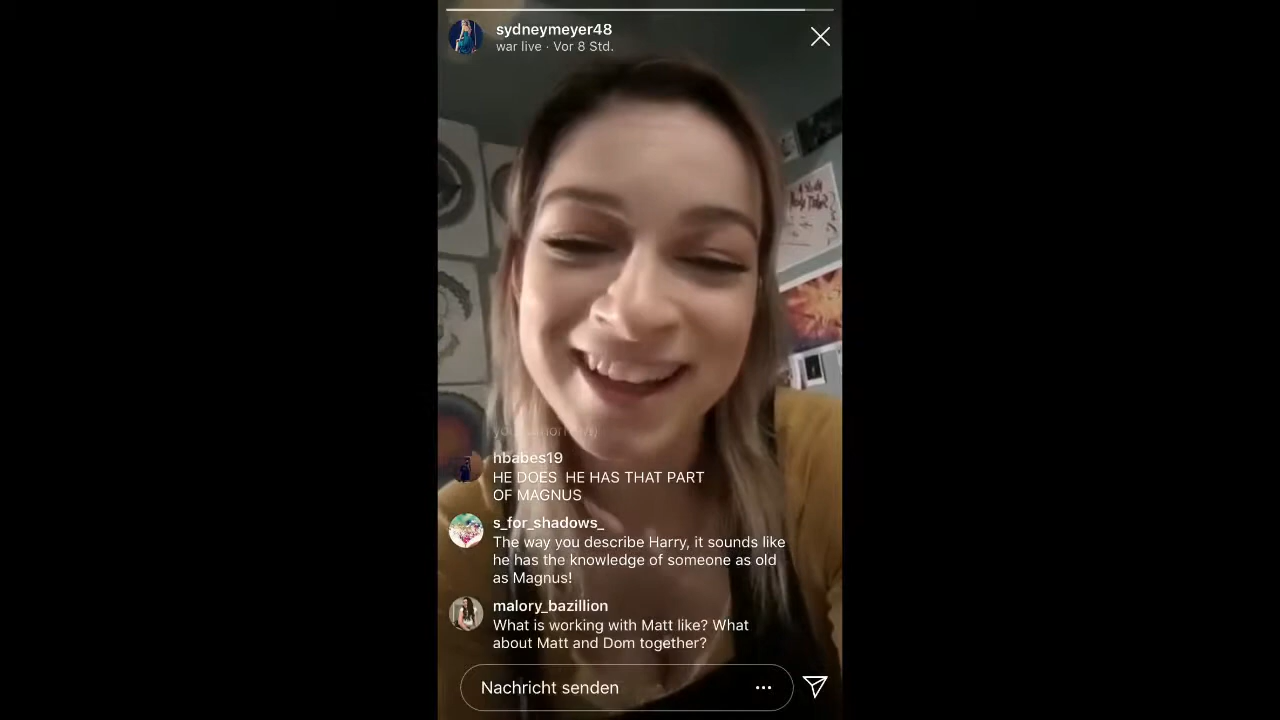 sydneymeyer48
war live · Vor 8 Std.
hbabes19
HE DOES  HE HAS THAT PART
OF MAGNUS
s_for_shadows_
The way you describe Harry, it sounds like
he has the knowledge of someone as old
as Magnus!
malory_bazillion
What is working with Matt like? What
about Matt and Dom together?
Nachricht senden